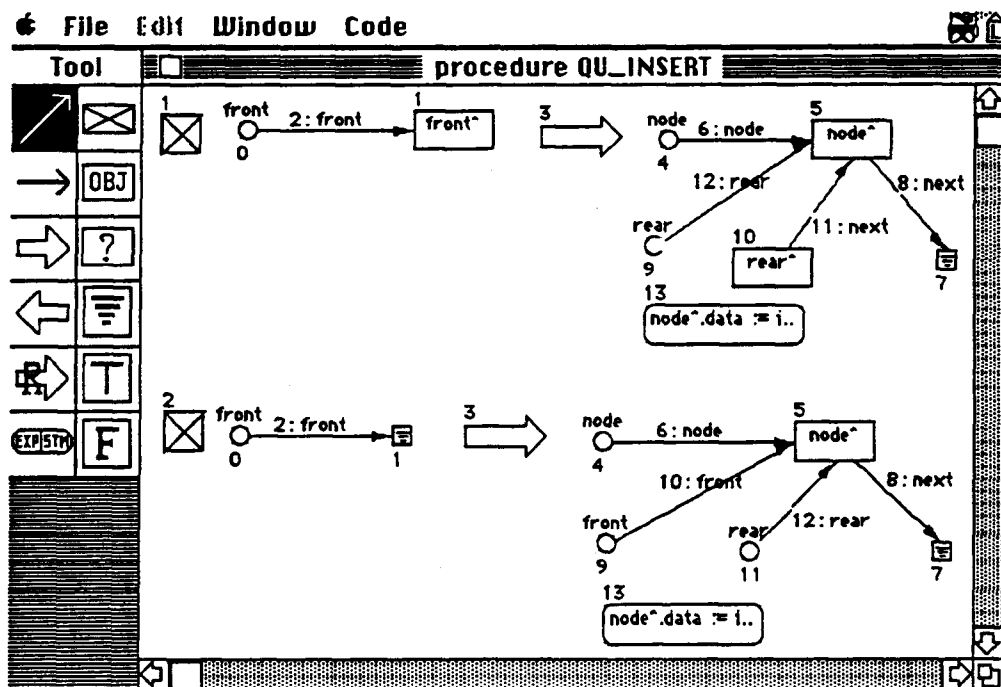 File Edit Window Code
Tool
procedure QU_INSERT
OBJ
?
R
T
EXP STM
F
1
front
0
2: front
1
front^
3
node
4
6: node
5
node^
12: rear
8: next
rear
9
11: next
10
rear^
7
13
node^.data := i..
2
front
0
2: front
1
3
node
4
6: node
5
node^
10: front
8: next
front
9
rear
11
12: rear
7
13
node^.data := i..